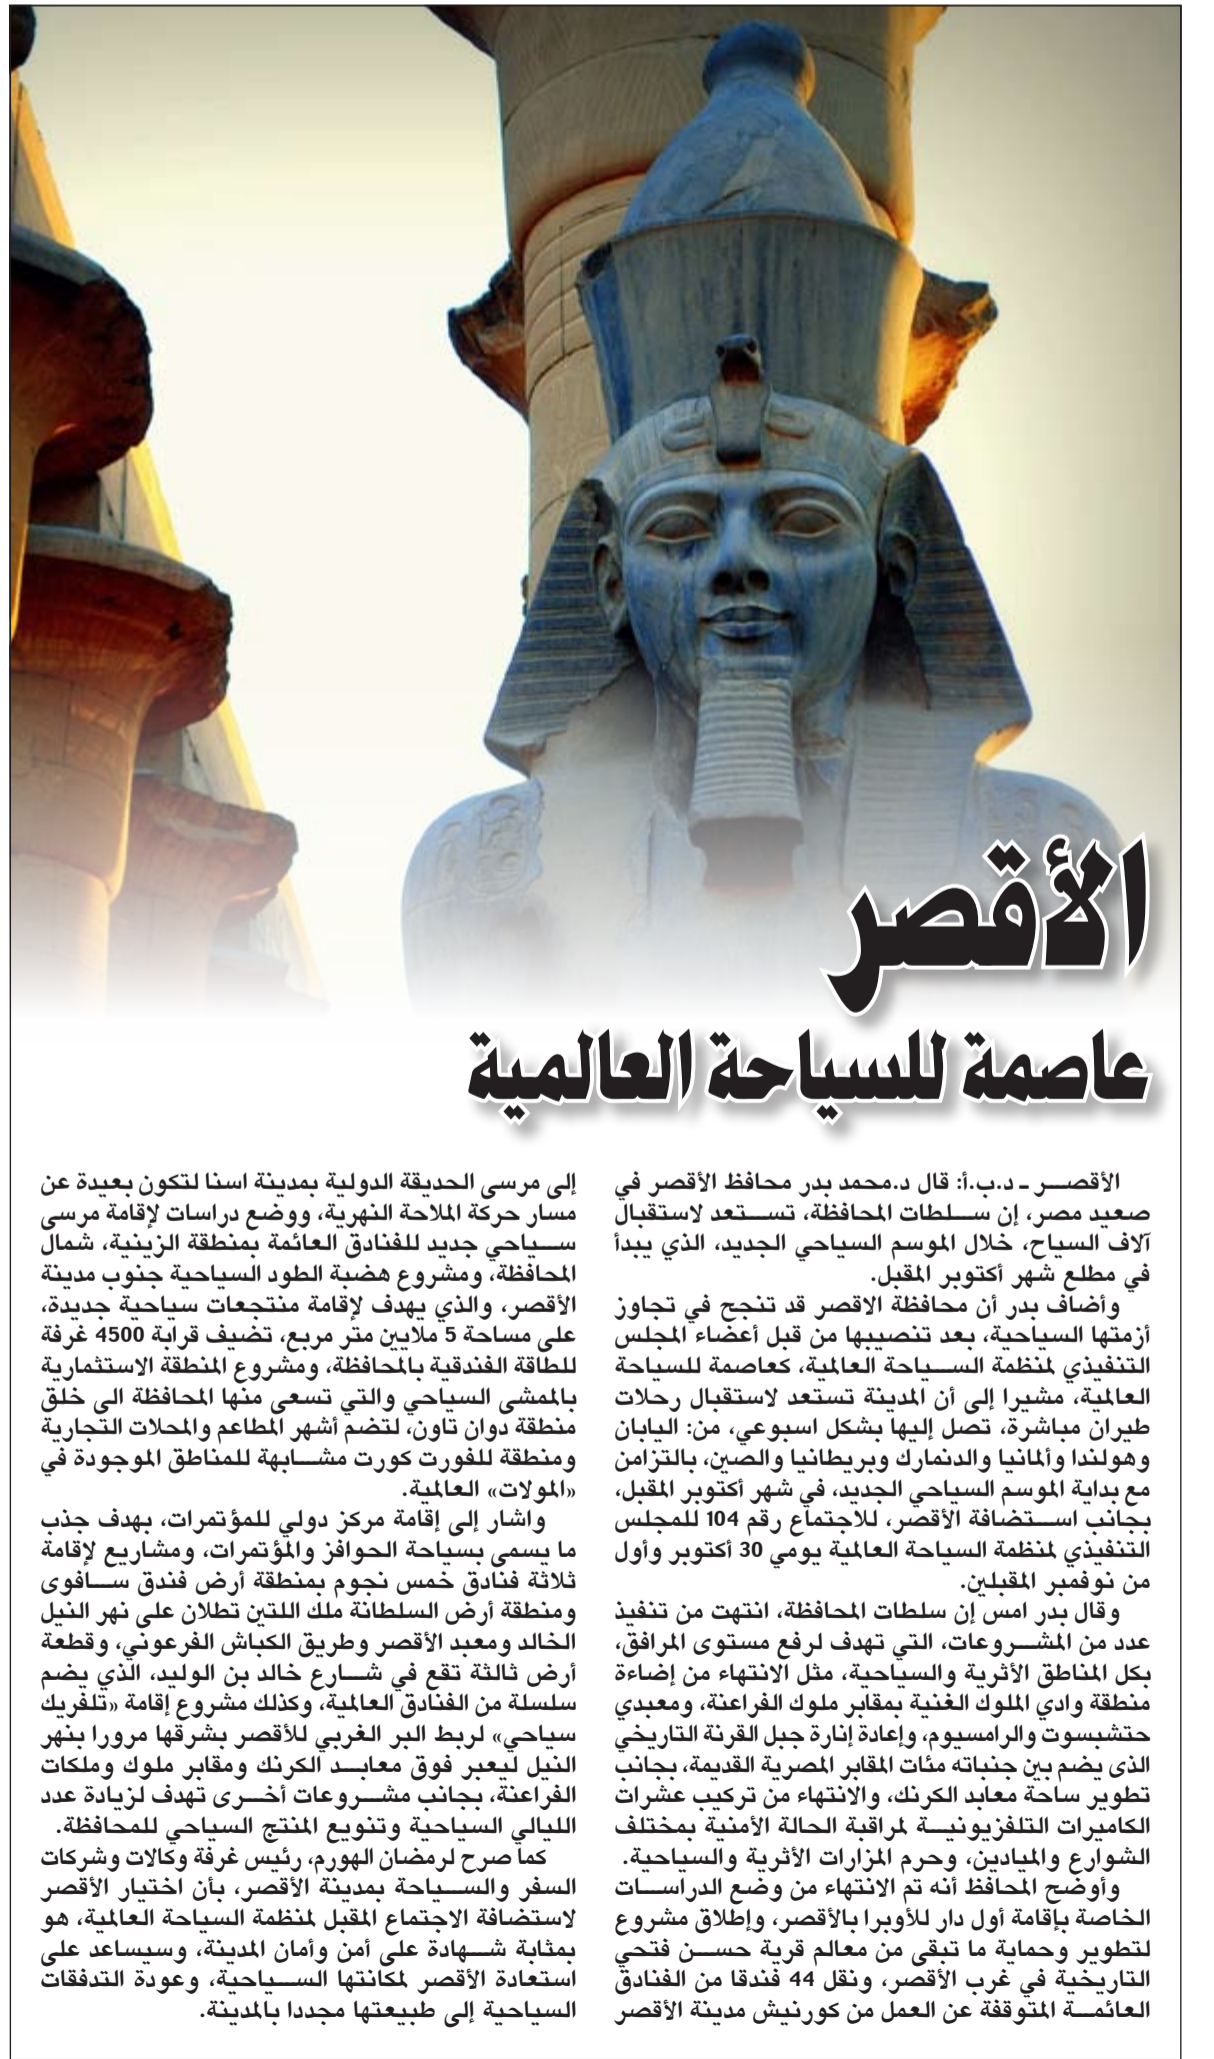 الأقصر
عاصمة للسياحة العالمية
الأقصـــر ـ د.ب.أ: قال د.محمد بدر محافظ الأقصر في
صعيد مصر، إن ســـلطات المحافظة، تســـتعد لاستقبال
آلاف السياح، خلال الموسم السياحي الجديد، الذي يبدأ
في مطلع شهر أكتوبر المقبل.
وأضاف بدر أن محافظة الاقصر قد تنجح في تجاوز
أزمتها السياحية، بعد تنصيبها من قبل أعضاء المجلس
التنفيذي لمنظمة الســـياحة العالمية، كعاصمة للسياحة
العالمية، مشيرا إلى أن المدينة تستعد لاستقبال رحلات
طيران مباشرة، تصل إليها بشكل اسبوعي، من: اليابان
وهولندا وألمانيا والدنمارك وبريطانيا والصين، بالتزامن
مع بداية الموسم السياحي الجديد، في شهر أكتوبر المقبل،
بجانب اســـتضافة الأقصر، للاجتماع رقم 104 للمجلس
التنفيذي لمنظمة السياحة العالمية يومي 30 أكتوبر وأول
من نوفمبر المقبلين.
وقال بدر امس إن سلطات المحافظة، انتهت من تنفيذ
عدد من المشـــروعات، التي تهدف لرفع مستوى المرافق،
بكل المناطق الأثرية والسياحية، مثل الانتهاء من إضاءة
منطقة وادي الملوك الغنية بمقابر ملوك الفراعنة، ومعبدي
حتشبسوت والرامسيوم، وإعادة إنارة جبل القرنة التاريخي
الذى يضم بين جنباته مئات المقابر المصرية القديمة، بجانب
تطوير ساحة معابد الكرنك، والانتهاء من تركيب عشرات
الكاميرات التلفزيونيـــة لمراقبة الحالة الأمنية بمختلف
الشوارع والميادين، وحرم المزارات الأثرية والسياحية.
وأوضح المحافظ أنه تم الانتهاء من وضع الدراســـات
الخاصة بإقامة أول دار للأوبرا بالأقصر، وإطلاق مشروع
لتطوير وحماية ما تبقى من معالم قرية حســـن فتحي
التاريخية في غرب الأقصر، ونقل 44 فندقا من الفنادق
العائمـــة المتوقفة عن العمل من كورنيش مدينة الأقصر
إلى مرسى الحديقة الدولية بمدينة اسنا لتكون بعيدة عن
مسار حركة الملاحة النهرية، ووضع دراسات لإقامة مرسى
ســـياحي جديد للفنادق العائمة بمنطقة الزينية، شمال
المحافظة، ومشروع هضبة الطود السياحية جنوب مدينة
الأقصر، والذي يهدف لإقامة منتجعات سياحية جديدة،
على مساحة 5 ملايين متر مربع، تضيف قرابة 4500 غرفة
للطاقة الفندقية بالمحافظة، ومشروع المنطقة الاستثمارية
بالممشى السياحي والتي تسعى منها المحافظة الى خلق
منطقة دوان تاون، لتضم أشهر المطاعم والمحلات التجارية
ومنطقة للفورت كورت مشـــابهة للمناطق الموجودة في
«المولات» العالمية.
واشار إلى إقامة مركز دولي للمؤتمرات، بهدف جذب
ما يسمى بسياحة الحوافز والمؤتمرات، ومشاريع لإقامة
ثلاثة فنادق خمس نجوم بمنطقة أرض فندق ســـافوى
ومنطقة أرض السلطانة ملك اللتين تطلان على نهر النيل
الخالد ومعبد الأقصر وطريق الكباش الفرعوني، وقطعة
أرض ثالثة تقع في شـــارع خالد بن الوليد، الذي يضم
سلسلة من الفنادق العالمية، وكذلك مشروع إقامة «تلفريك
سياحي» لربط البر الغربي للأقصر بشرقها مرورا بنهر
النيل ليعبر فوق معابـــد الكرنك ومقابر ملوك وملكات
الفراعنة، بجانب مشـــروعات أخـــرى تهدف لزيادة عدد
الليالي السياحية وتنويع المنتج السياحي للمحافظة.
كما صرح لرمضان الهورم، رئيس غرفة وكالات وشركات
السفر والســـياحة بمدينة الأقصر، بأن اختيار الأقصر
لاستضافة الاجتماع المقبل لمنظمة السياحة العالمية، هو
بمثابة شـــهادة على أمن وأمان المدينة، وسيساعد على
استعادة الأقصر لمكانتها الســـياحية، وعودة التدفقات
السياحية إلى طبيعتها مجددا بالمدينة.